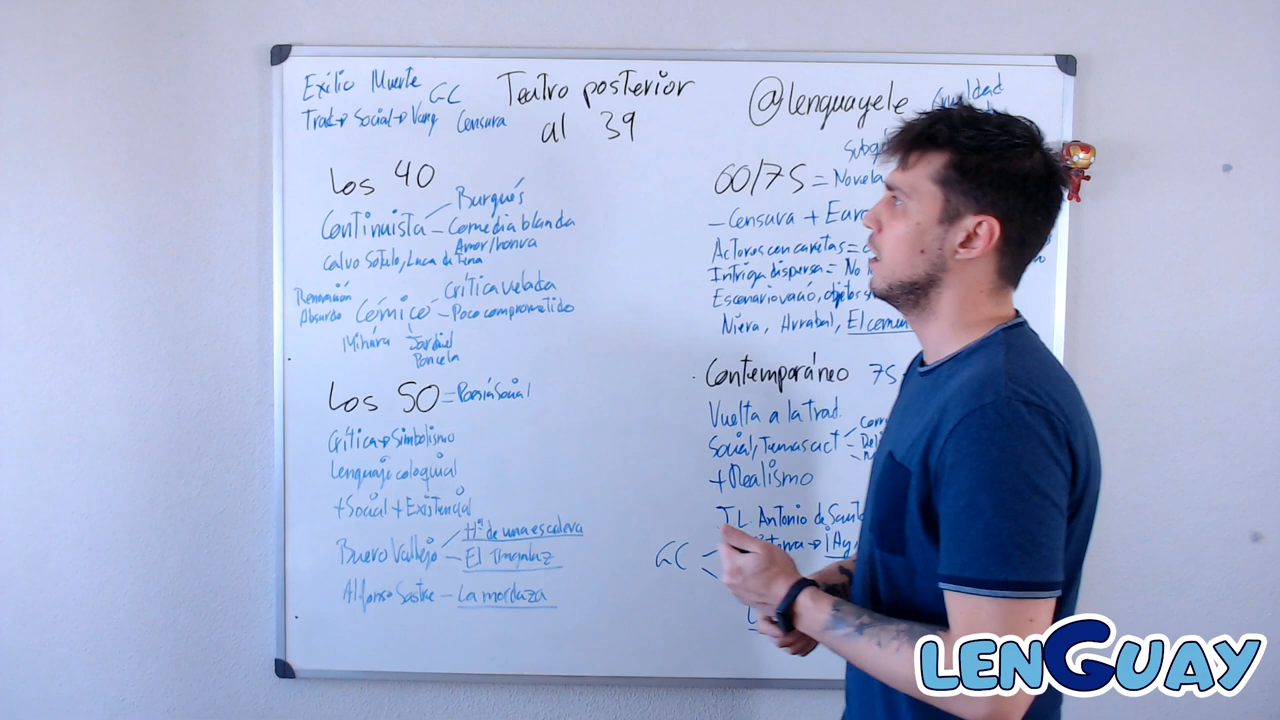 Exilio Muerte
GC
Trad→Social→Vang Censura
Teatro posterior
al 39
@lenguayele
Igualdad
Los 40
Burgués
Continuista - Comedia blanda
Amor/honra
Calvo Sotelo, Luca de Tena
Renovación
Absurdo
Cómico
Crítica velada
- Poco comprometido
Mihura
Jardiel
Poncela
Los 50 = Poesía Social
Crítica→Simbolismo
Lenguaje coloquial
+ Social + Existencial
Buero Vallejo
Hª de una escalera
- El Tragaluz
Alfonso Sastre - La mordaza
60/75 = Novela
- Censura + Euro
Actores con caretas =
Intriga dispersa = No
Escenario vacío, objetos
Nieva, Arrabal, El cemen
Contemporáneo 75
Vuelta a la trad.
Social, Temas act
+ Realismo
J.L. Antonio de Sant
GC
→ ¡Ay,
LENGUAY